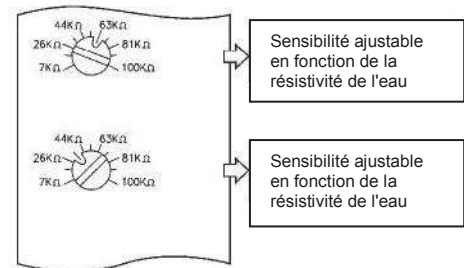 44KΩ 63KΩ
26KΩ 81KΩ
7KΩ 100KΩ
Sensibilité ajustable
en fonction de la
résistivité de l'eau
44KΩ 63KΩ
26KΩ 81KΩ
7KΩ 100KΩ
Sensibilité ajustable
en fonction de la
résistivité de l'eau